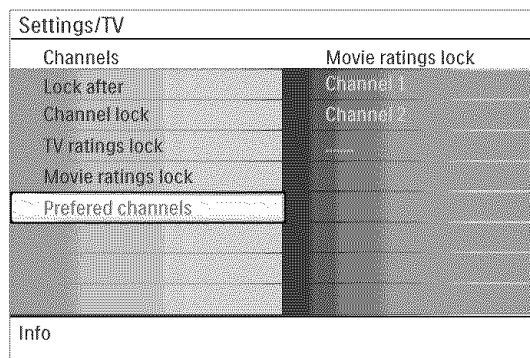 Settings/TV
Channels
Movie ratings lock
Lock after
Channel 1
Channel lock
Channel 2
TV ratings lock
......
Movie ratings lock
Prefered channels
Info